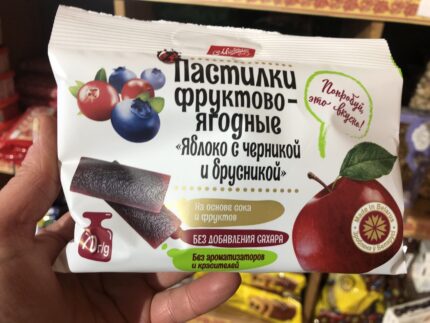 Пастилки
фруктово-
ягодные
«Яблоко с черникой
и брусникой»
Попробуй,
это вкусно!
На основе сока
и фруктов
БЕЗ ДОБАВЛЕНИЯ САХАРА
Без ароматизаторов
и красителей
70г/g
Made in Belarus